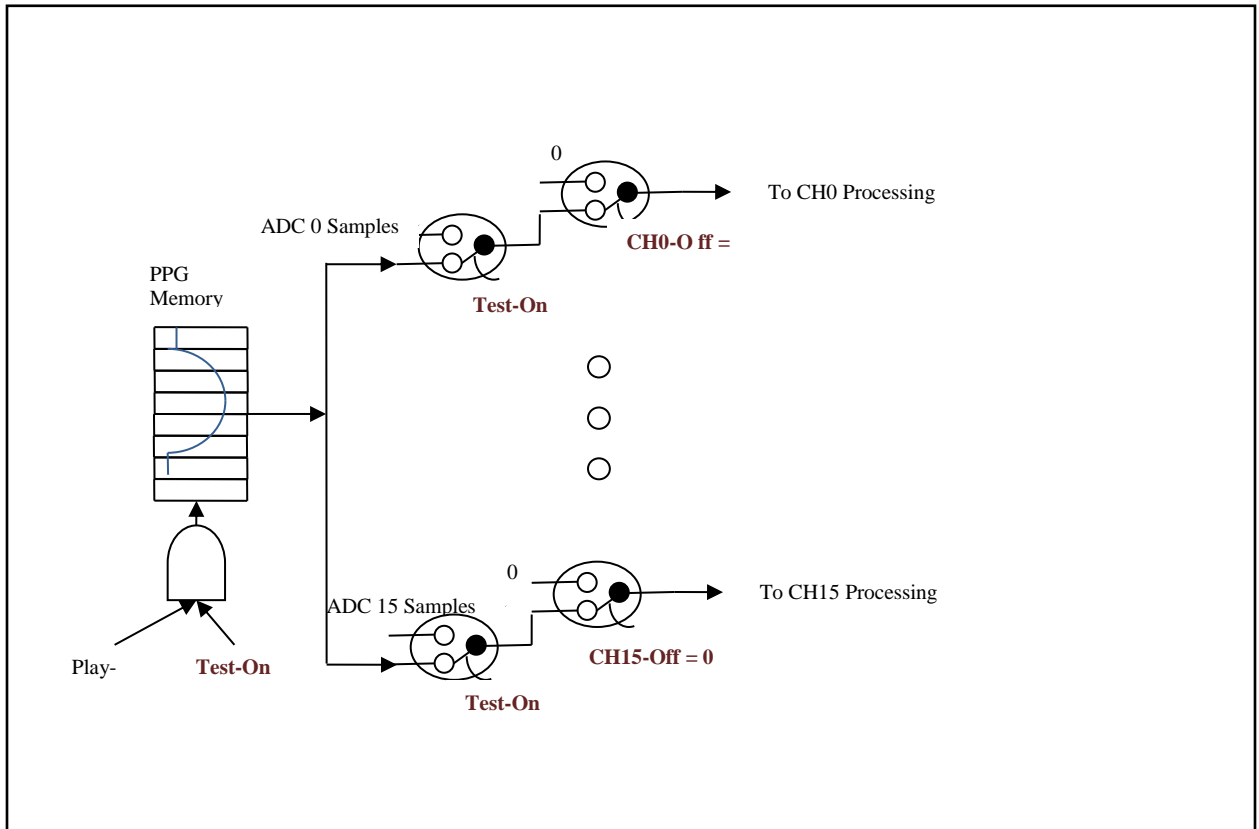 0
To CH0 Processing
ADC 0 Samples
CH0-O ff =
PPG
Memory
Test-On
0
To CH15 Processing
ADC 15 Samples
CH15-Off = 0
Play-
Test-On
Test-On